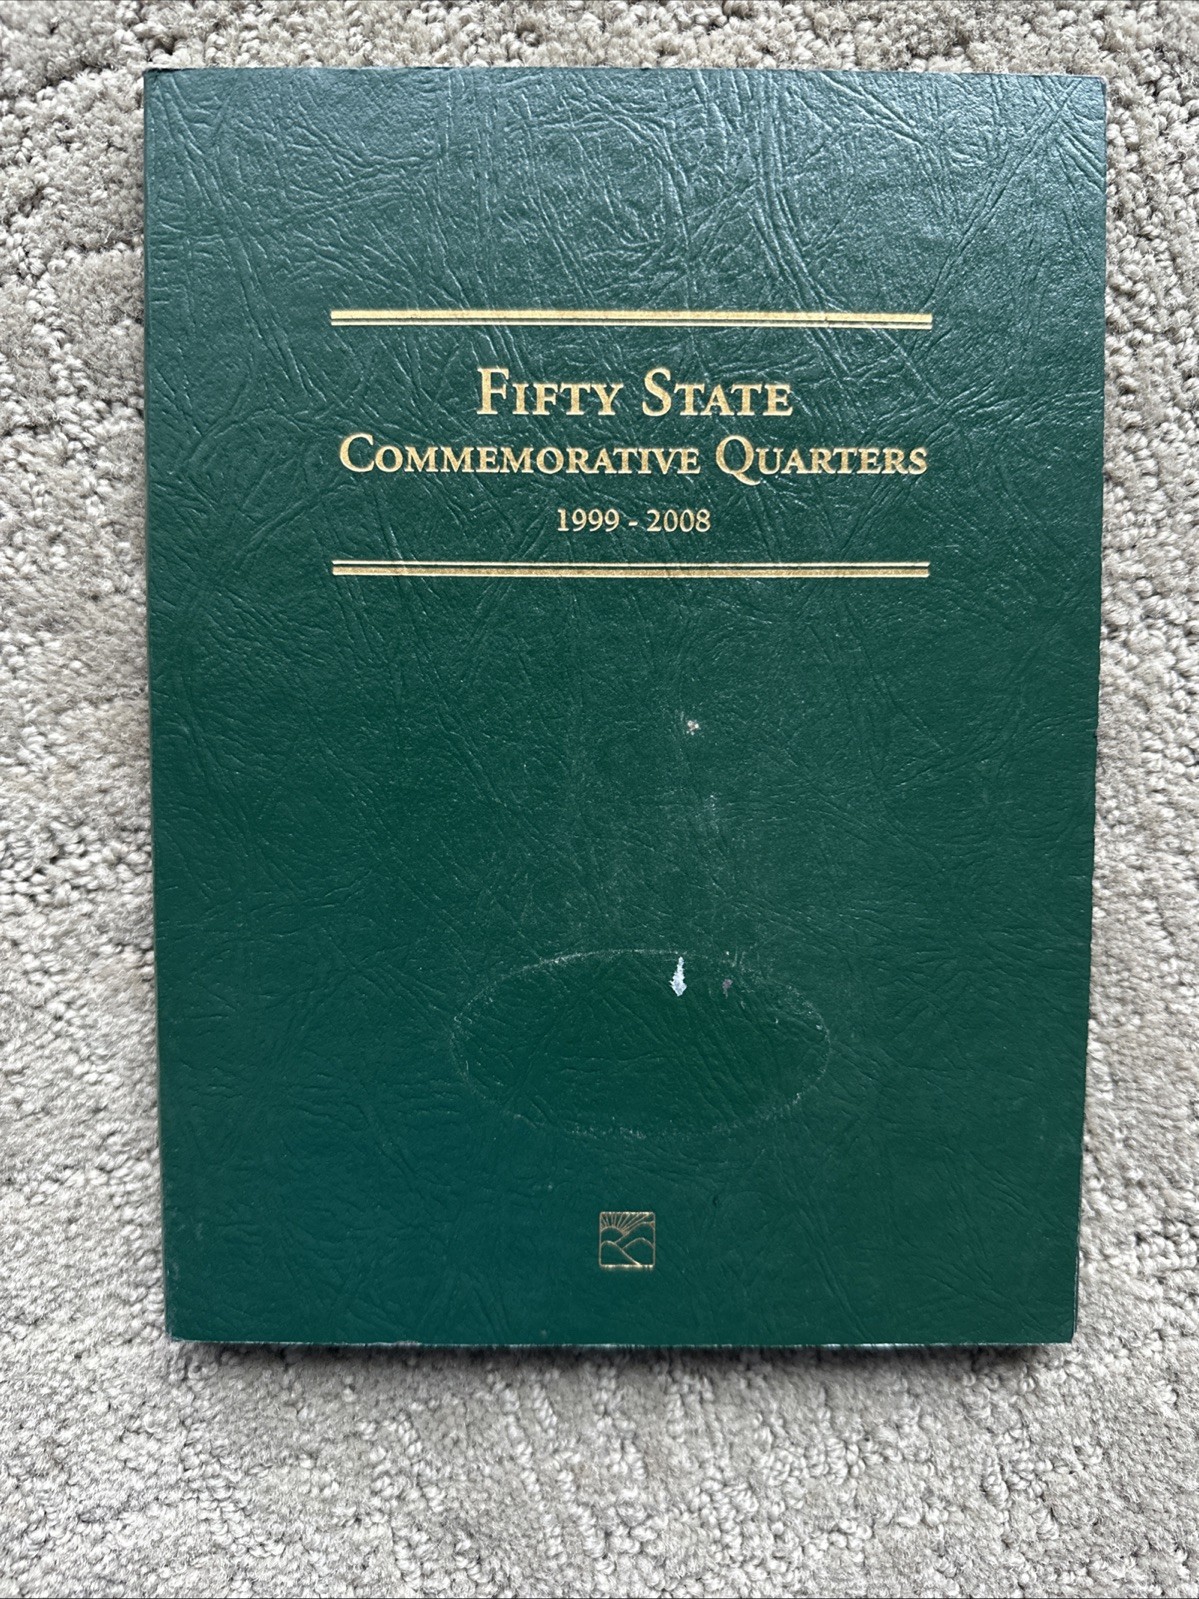 FIFTY STATE
COMMEMORATIVE QUARTERS
1999 - 2008